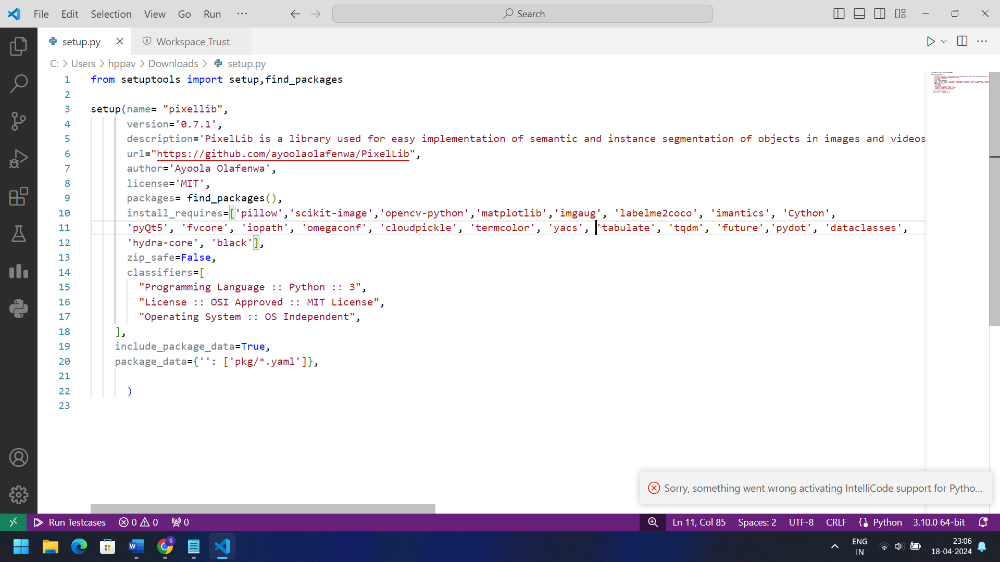 File Edit Selection View Go Run ··· Search
setup.py Workspace Trust
C: > Users > hppav > Downloads > setup.py
1 from setuptools import setup,find_packages
2
3 setup(name= "pixellib",
4 version='0.7.1',
5 description='PixelLib is a library used for easy implementation of semantic and instance segmentation of objects in images and videos
6 url="https://github.com/ayoolaolafenwa/PixelLib",
7 author='Ayoola Olafenwa',
8 license='MIT',
9 packages= find_packages(),
10 install_requires=['pillow','scikit-image','opencv-python','matplotlib','imgaug', 'labelme2coco', 'imantics', 'Cython',
11 'pyQt5', 'fvcore', 'iopath', 'omegaconf', 'cloudpickle', 'termcolor', 'yacs', 'tabulate', 'tqdm', 'future','pydot', 'dataclasses',
12 'hydra-core', 'black'],
13 zip_safe=False,
14 classifiers=[
15 "Programming Language :: Python :: 3",
16 "License :: OSI Approved :: MIT License",
17 "Operating System :: OS Independent",
18 ],
19 include_package_data=True,
20 package_data={'': ['pkg/*.yaml']},
21
22 )
23
Sorry, something went wrong activating IntelliCode support for Pytho...
Run Testcases 0 0 0 Ln 11, Col 85 Spaces: 2 UTF-8 CRLF Python 3.10.0 64-bit
ENG 23:06
IN 18-04-2024